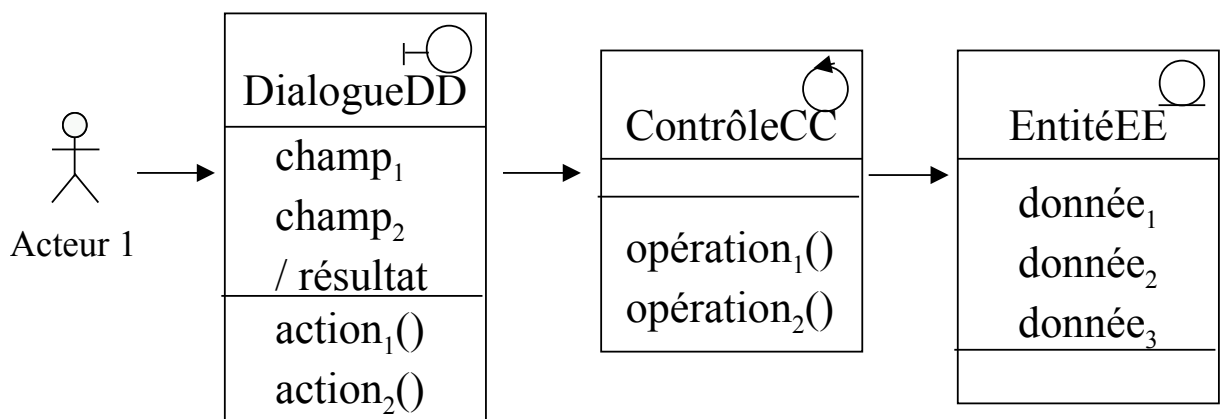 Acteur 1
DialogueDD
champ₁
champ₂
/ résultat
action₁()
action₂()
ContrôleCC
opération₁()
opération₂()
EntitéEE
donnée₁
donnée₂
donnée₃